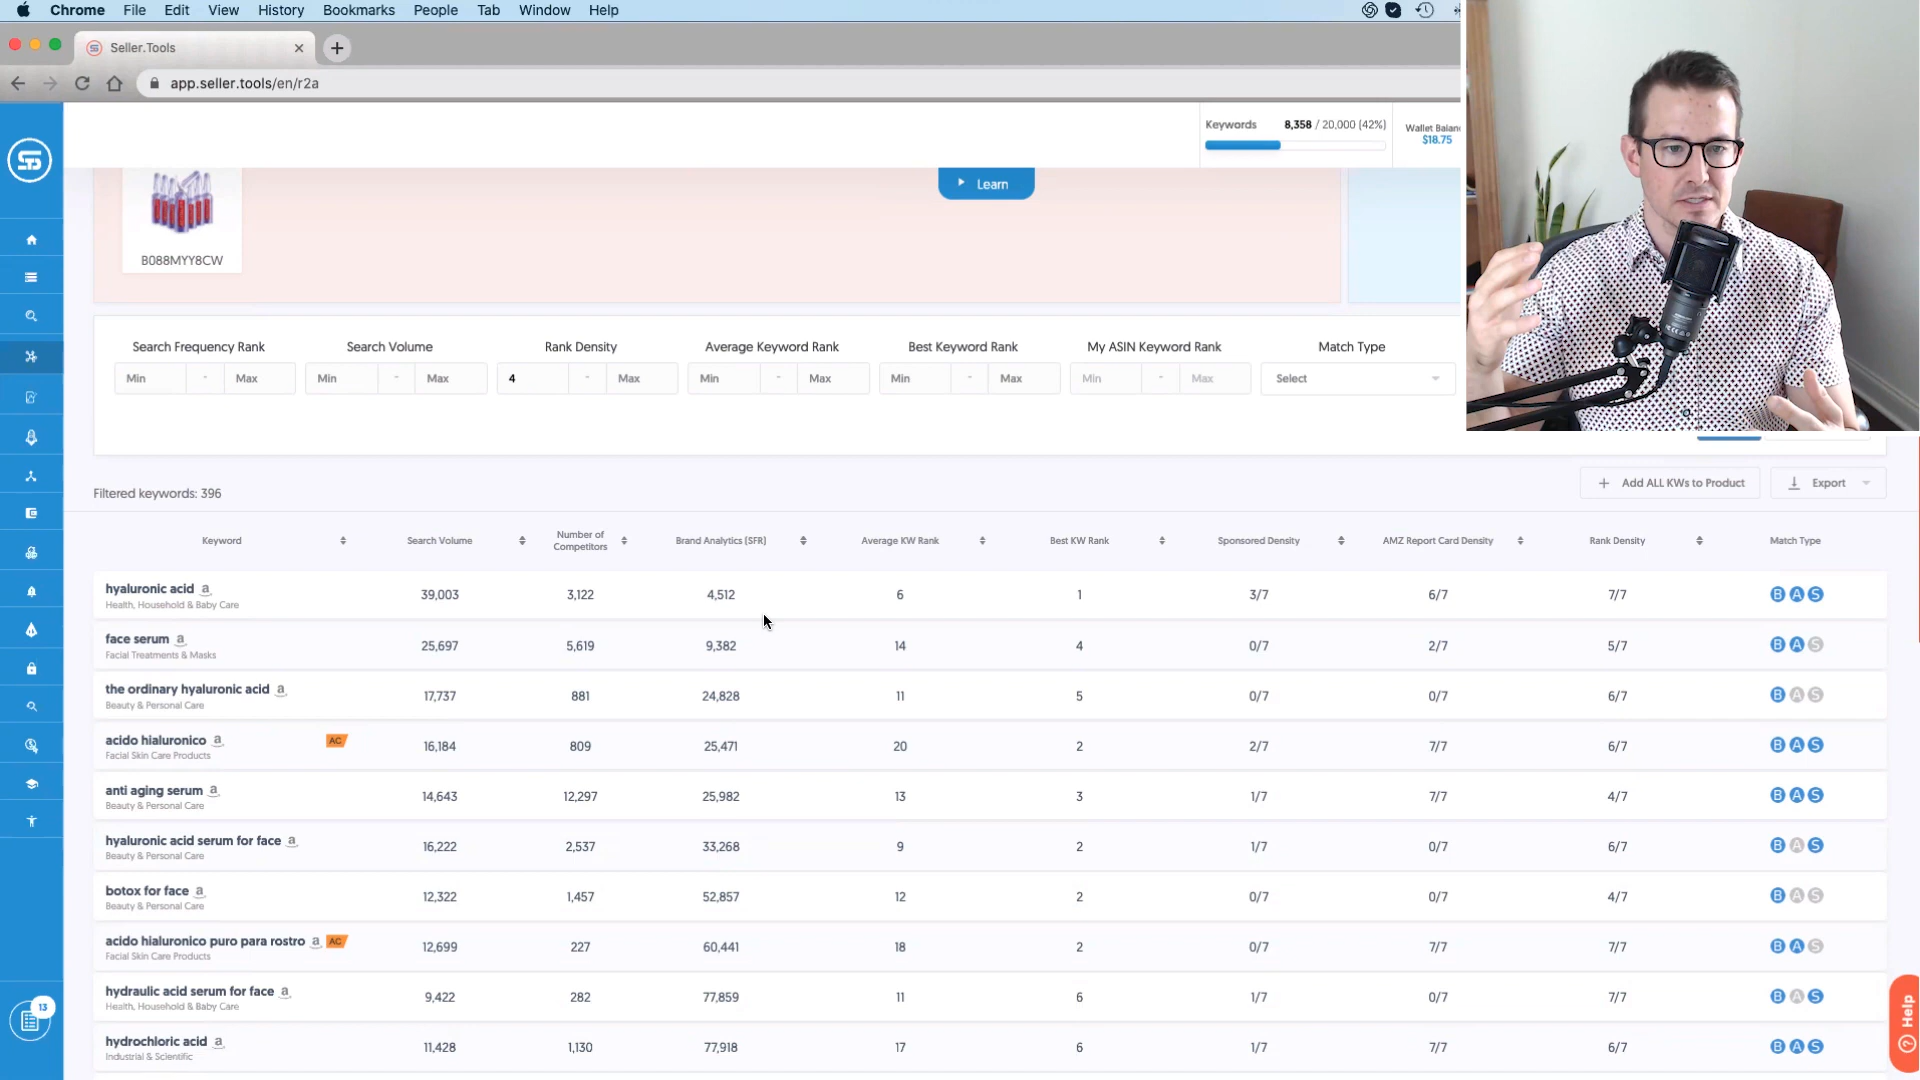 Chrome File Edit View History Bookmarks People Tab Window Help
Seller.Tools
app.seller.tools/en/r2a
Keywords 8,358 / 20,000 (42%)
Wallet
$18.75
Learn
B088MYY8CW
Search Frequency Rank Search Volume Rank Density Average Keyword Rank Best Keyword Rank My ASIN Keyword Rank Match Type
Min - Max Min - Max 4 - Max Min - Max Min - Max Min - Max Select
Filtered keywords: 396
+ Add ALL KWs to Product Export
Keyword Search Volume Number of Competitors Brand Analytics (SFR) Average KW Rank Best KW Rank Sponsored Density AMZ Report Card Density Rank Density Match Type
hyaluronic acid a 39,003 3,122 4,512 6 1 3/7 6/7 7/7 B A S
Health, Household & Baby Care
face serum a 25,697 5,619 9,382 14 4 0/7 2/7 5/7 B A S
Facial Treatments & Masks
the ordinary hyaluronic acid a 17,737 881 24,828 11 5 0/7 0/7 6/7 B A S
Beauty & Personal Care
acido hialuronico a AC 16,184 809 25,471 20 2 2/7 7/7 6/7 B A S
Facial Skin Care Products
anti aging serum a 14,643 12,297 25,982 13 3 1/7 7/7 4/7 B A S
Beauty & Personal Care
hyaluronic acid serum for face a 16,222 2,537 33,268 9 2 1/7 0/7 6/7 B A S
Beauty & Personal Care
botox for face a 12,322 1,457 52,857 12 2 0/7 0/7 4/7 B A S
Beauty & Personal Care
acido hialuronico puro para rostro a AC 12,699 227 60,441 18 2 0/7 7/7 7/7 B A S
Facial Skin Care Products
hydraulic acid serum for face a 9,422 282 77,859 11 6 1/7 0/7 7/7 B A S
Health, Household & Baby Care
hydrochloric acid a 11,428 1,130 77,918 17 6 1/7 7/7 6/7 B A S
Industrial & Scientific
13
Help